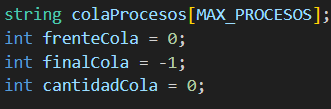 string colaProcesos[MAX_PROCESOS];
int frenteCola = 0;
int finalCola = -1;
int cantidadCola = 0;